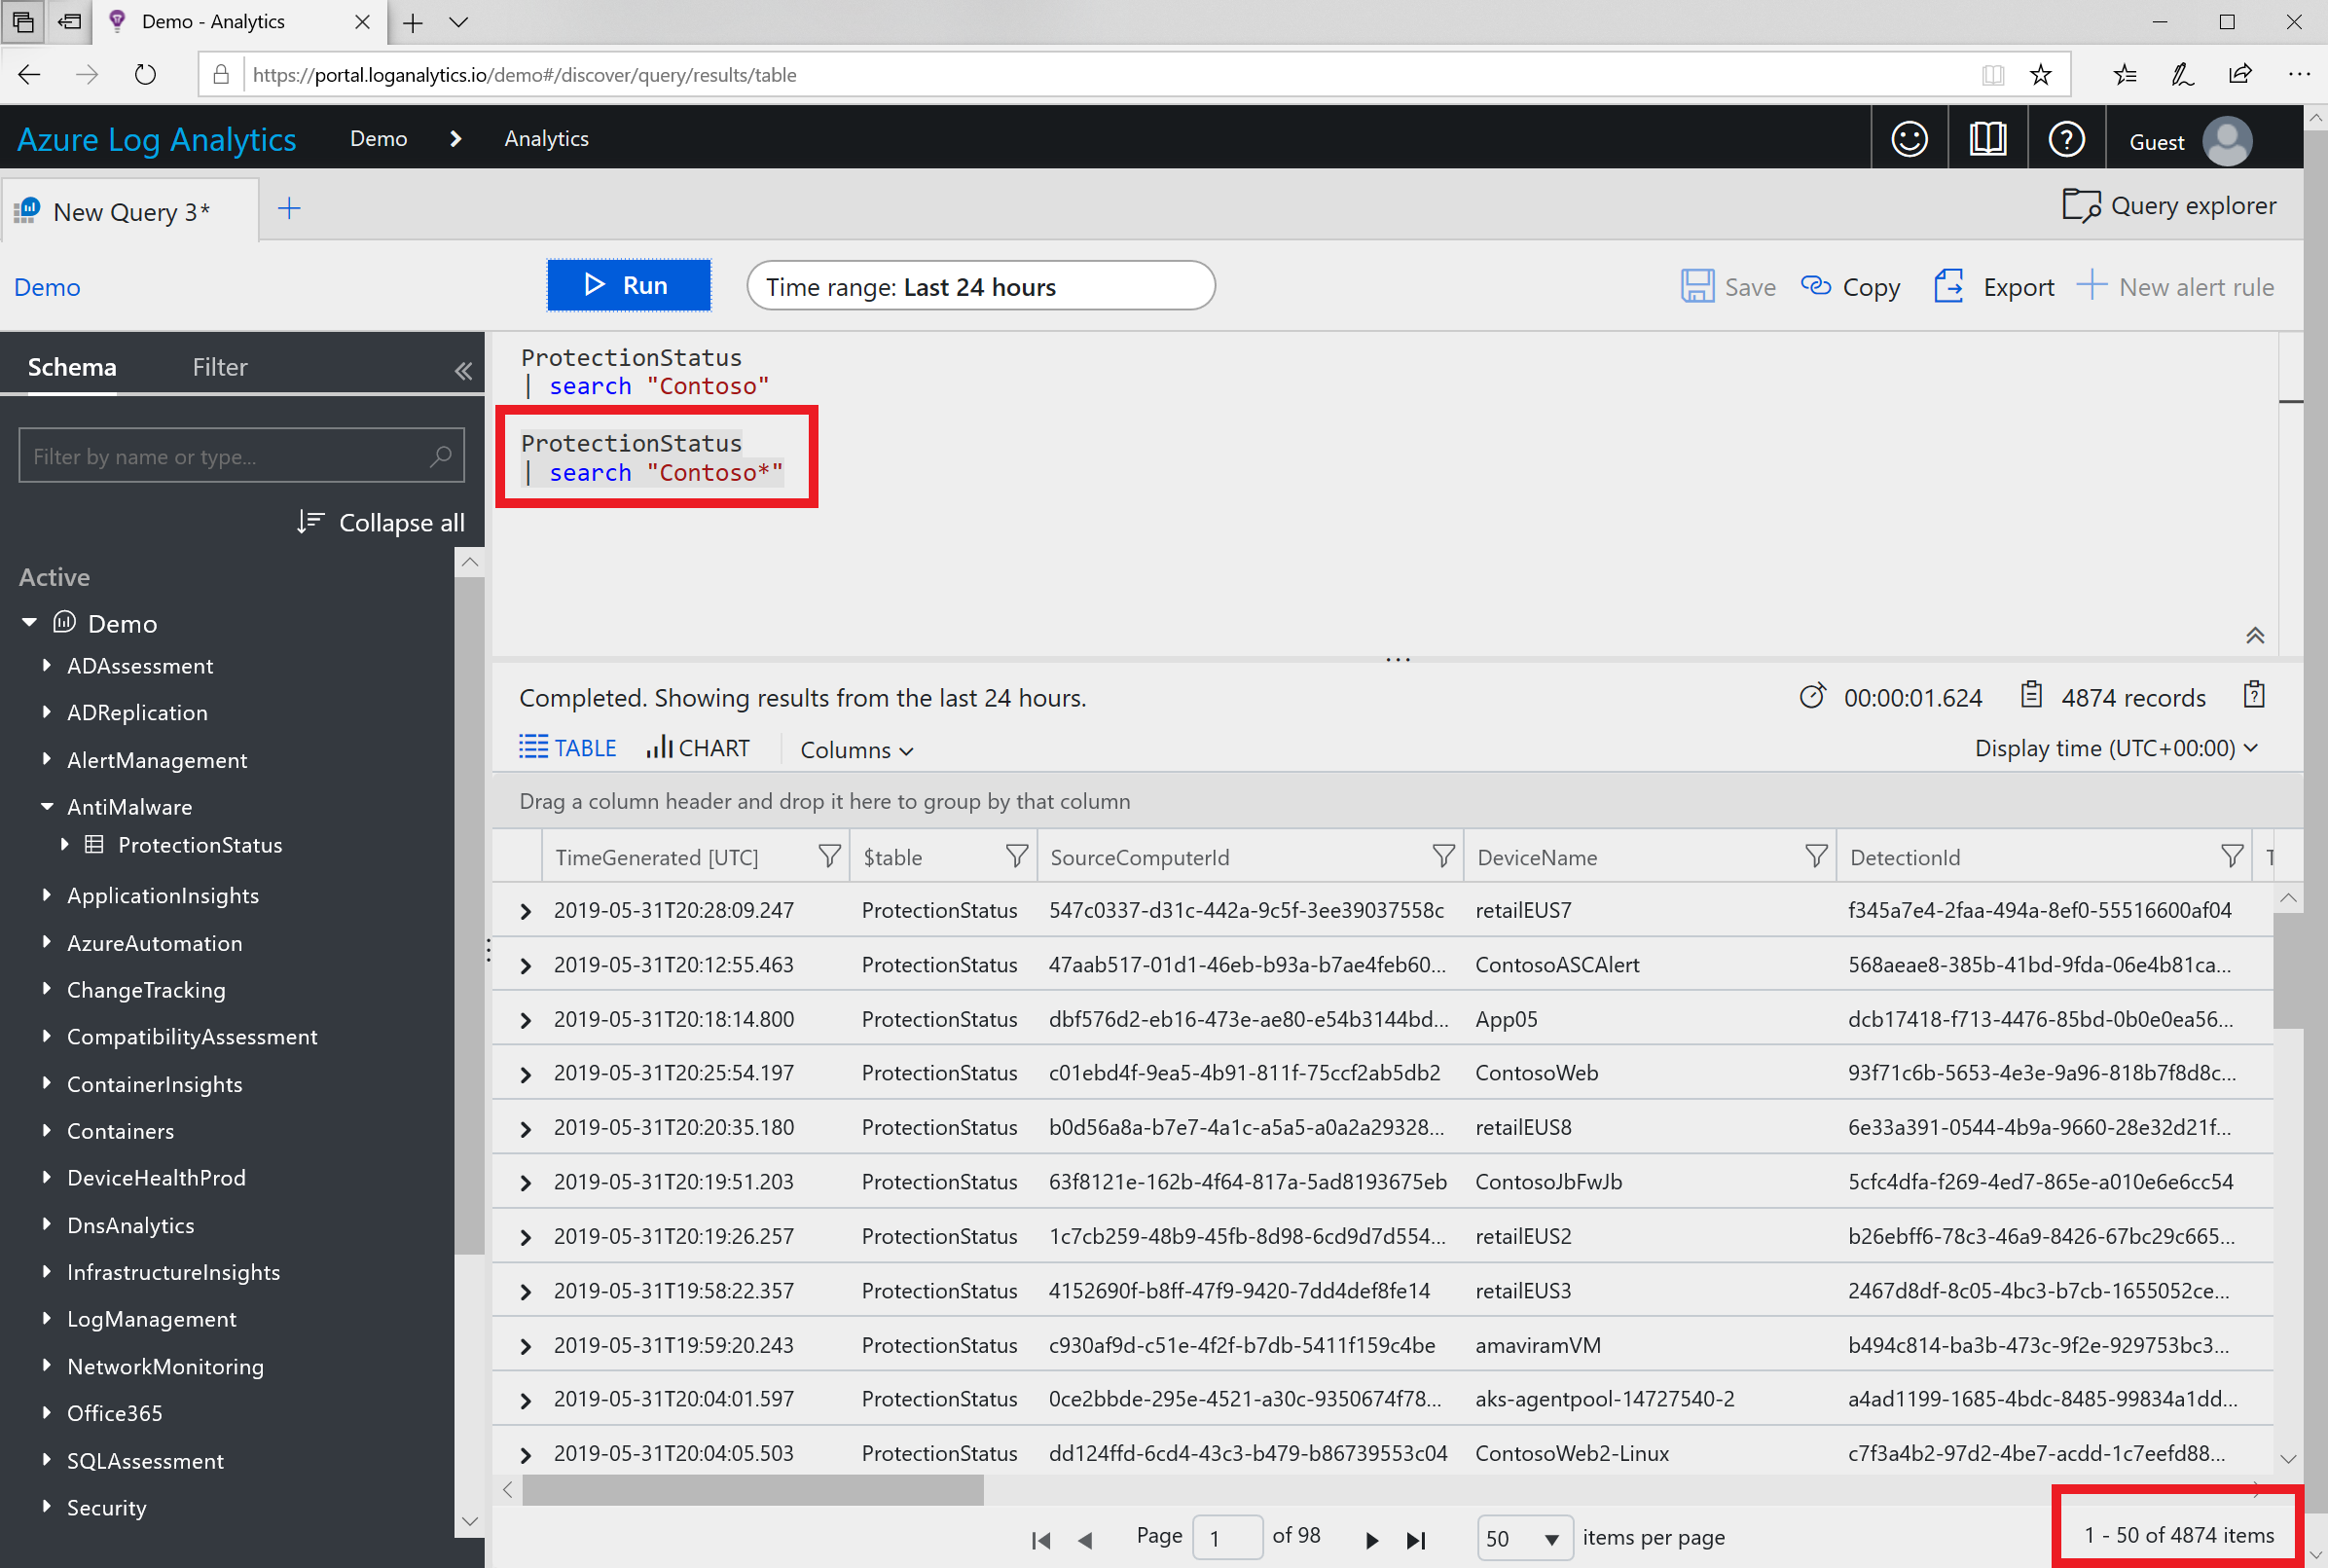 Demo - Analytics
https://portal.loganalytics.io/demo#/discover/query/results/table
Azure Log Analytics Demo Analytics Guest
New Query 3* Query explorer
Demo Run Time range: Last 24 hours Save Copy Export New alert rule
Schema Filter
Filter by name or type...
Collapse all
Active
Demo
ADAssessment
ADReplication
AlertManagement
AntiMalware
ProtectionStatus
ApplicationInsights
AzureAutomation
ChangeTracking
CompatibilityAssessment
ContainerInsights
Containers
DeviceHealthProd
DnsAnalytics
InfrastructureInsights
LogManagement
NetworkMonitoring
Office365
SQLAssessment
Security
ProtectionStatus
| search "Contoso"
ProtectionStatus
| search "Contoso*"
Completed. Showing results from the last 24 hours. 00:00:01.624 4874 records
TABLE CHART Columns Display time (UTC+00:00)
Drag a column header and drop it here to group by that column
TimeGenerated [UTC] $table SourceComputerId DeviceName DetectionId
2019-05-31T20:28:09.247 ProtectionStatus 547c0337-d31c-442a-9c5f-3ee39037558c retailEUS7 f345a7e4-2faa-494a-8ef0-55516600af04
2019-05-31T20:12:55.463 ProtectionStatus 47aab517-01d1-46eb-b93a-b7ae4feb60... ContosoASCAlert 568aeae8-385b-41bd-9fda-06e4b81ca...
2019-05-31T20:18:14.800 ProtectionStatus dbf576d2-eb16-473e-ae80-e54b3144bd... App05 dcb17418-f713-4476-85bd-0b0e0ea56...
2019-05-31T20:25:54.197 ProtectionStatus c01ebd4f-9ea5-4b91-811f-75ccf2ab5db2 ContosoWeb 93f71c6b-5653-4e3e-9a96-818b7f8d8c...
2019-05-31T20:20:35.180 ProtectionStatus b0d56a8a-b7e7-4a1c-a5a5-a0a2a29328... retailEUS8 6e33a391-0544-4b9a-9660-28e32d21f...
2019-05-31T20:19:51.203 ProtectionStatus 63f8121e-162b-4f64-817a-5ad8193675eb ContosoJbFwJb 5cfc4dfa-f269-4ed7-865e-a010e6e6cc54
2019-05-31T20:19:26.257 ProtectionStatus 1c7cb259-48b9-45fb-8d98-6cd9d7d554... retailEUS2 b26ebff6-78c3-46a9-8426-67bc29c665...
2019-05-31T19:58:22.357 ProtectionStatus 4152690f-b8ff-47f9-9420-7dd4def8fe14 retailEUS3 2467d8df-8c05-4bc3-b7cb-1655052ce...
2019-05-31T19:59:20.243 ProtectionStatus c930af9d-c51e-4f2f-b7db-5411f159c4be amaviramVM b494c814-ba3b-473c-9f2e-929753bc3...
2019-05-31T20:04:01.597 ProtectionStatus 0ce2bbde-295e-4521-a30c-9350674f78... aks-agentpool-14727540-2 a4ad1199-1685-4bdc-8485-99834a1dd...
2019-05-31T20:04:05.503 ProtectionStatus dd124ffd-6cd4-43c3-b479-b86739553c04 ContosoWeb2-Linux c7f3a4b2-97d2-4be7-acdd-1c7eefd88...
Page 1 of 98 50 items per page 1 - 50 of 4874 items